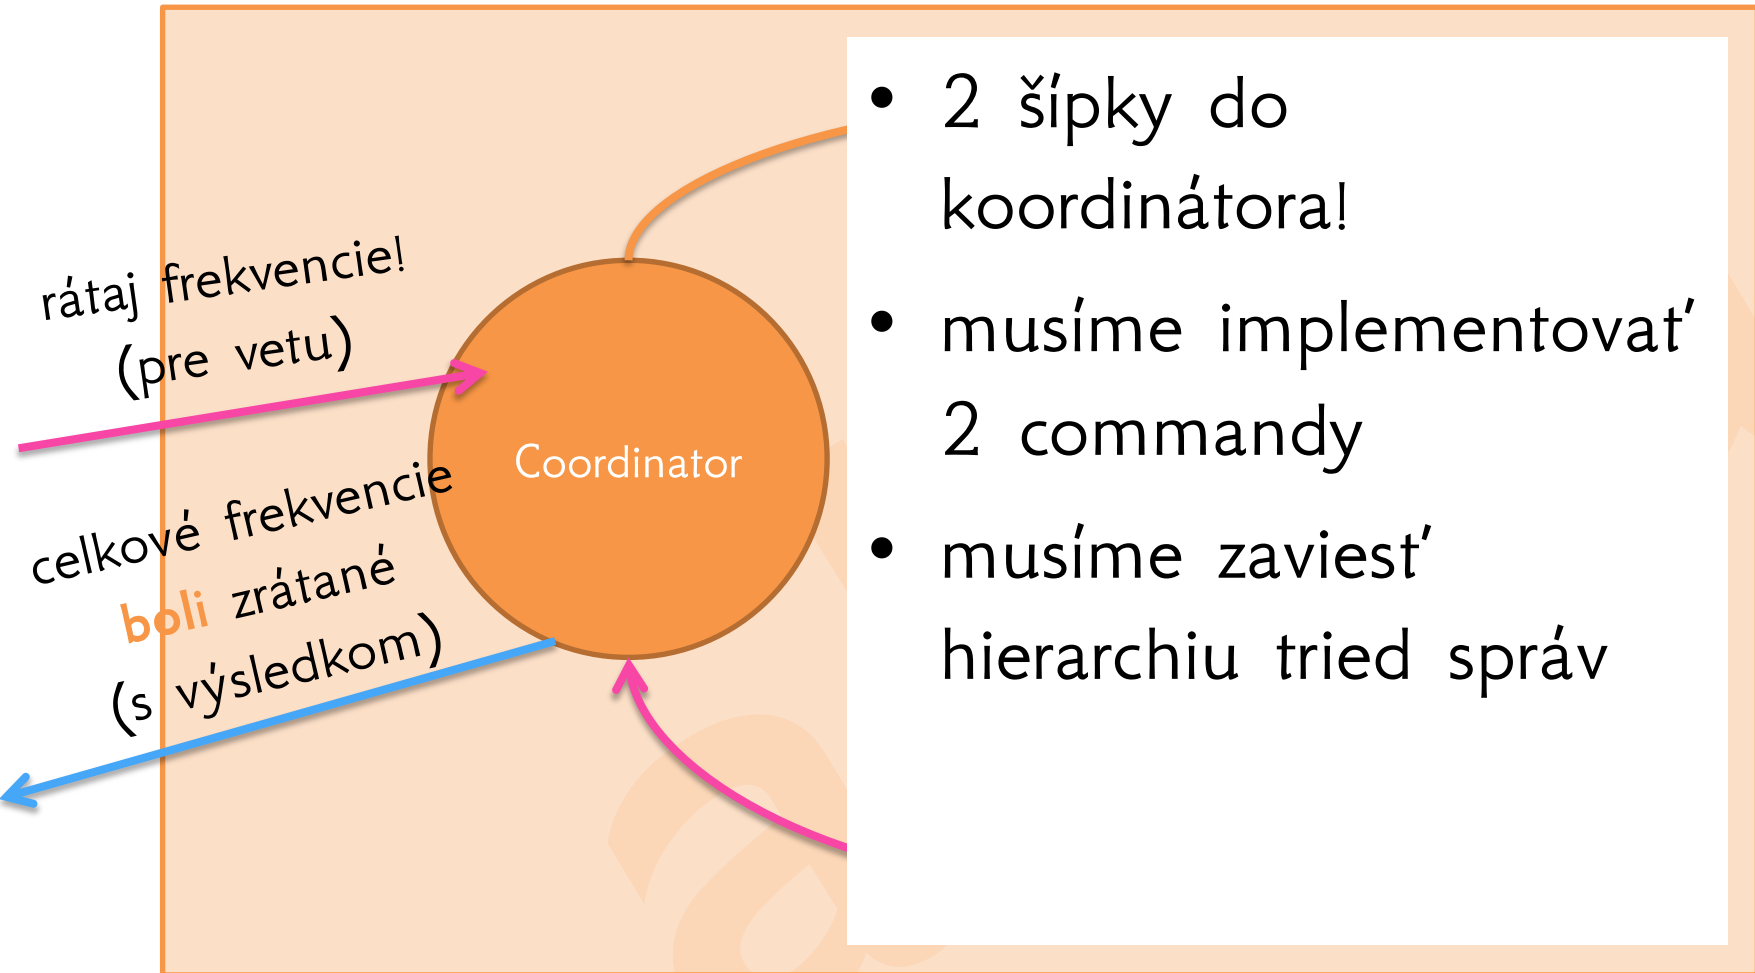 rátaj frekvencie!
(pre vetu)
celkové frekvencie
boli zrátané
(s výsledkom)
Coordinator
• 2 šípky do
koordinátora!
• musíme implementovať
2 commandy
• musíme zaviesť
hierarchiu tried správ